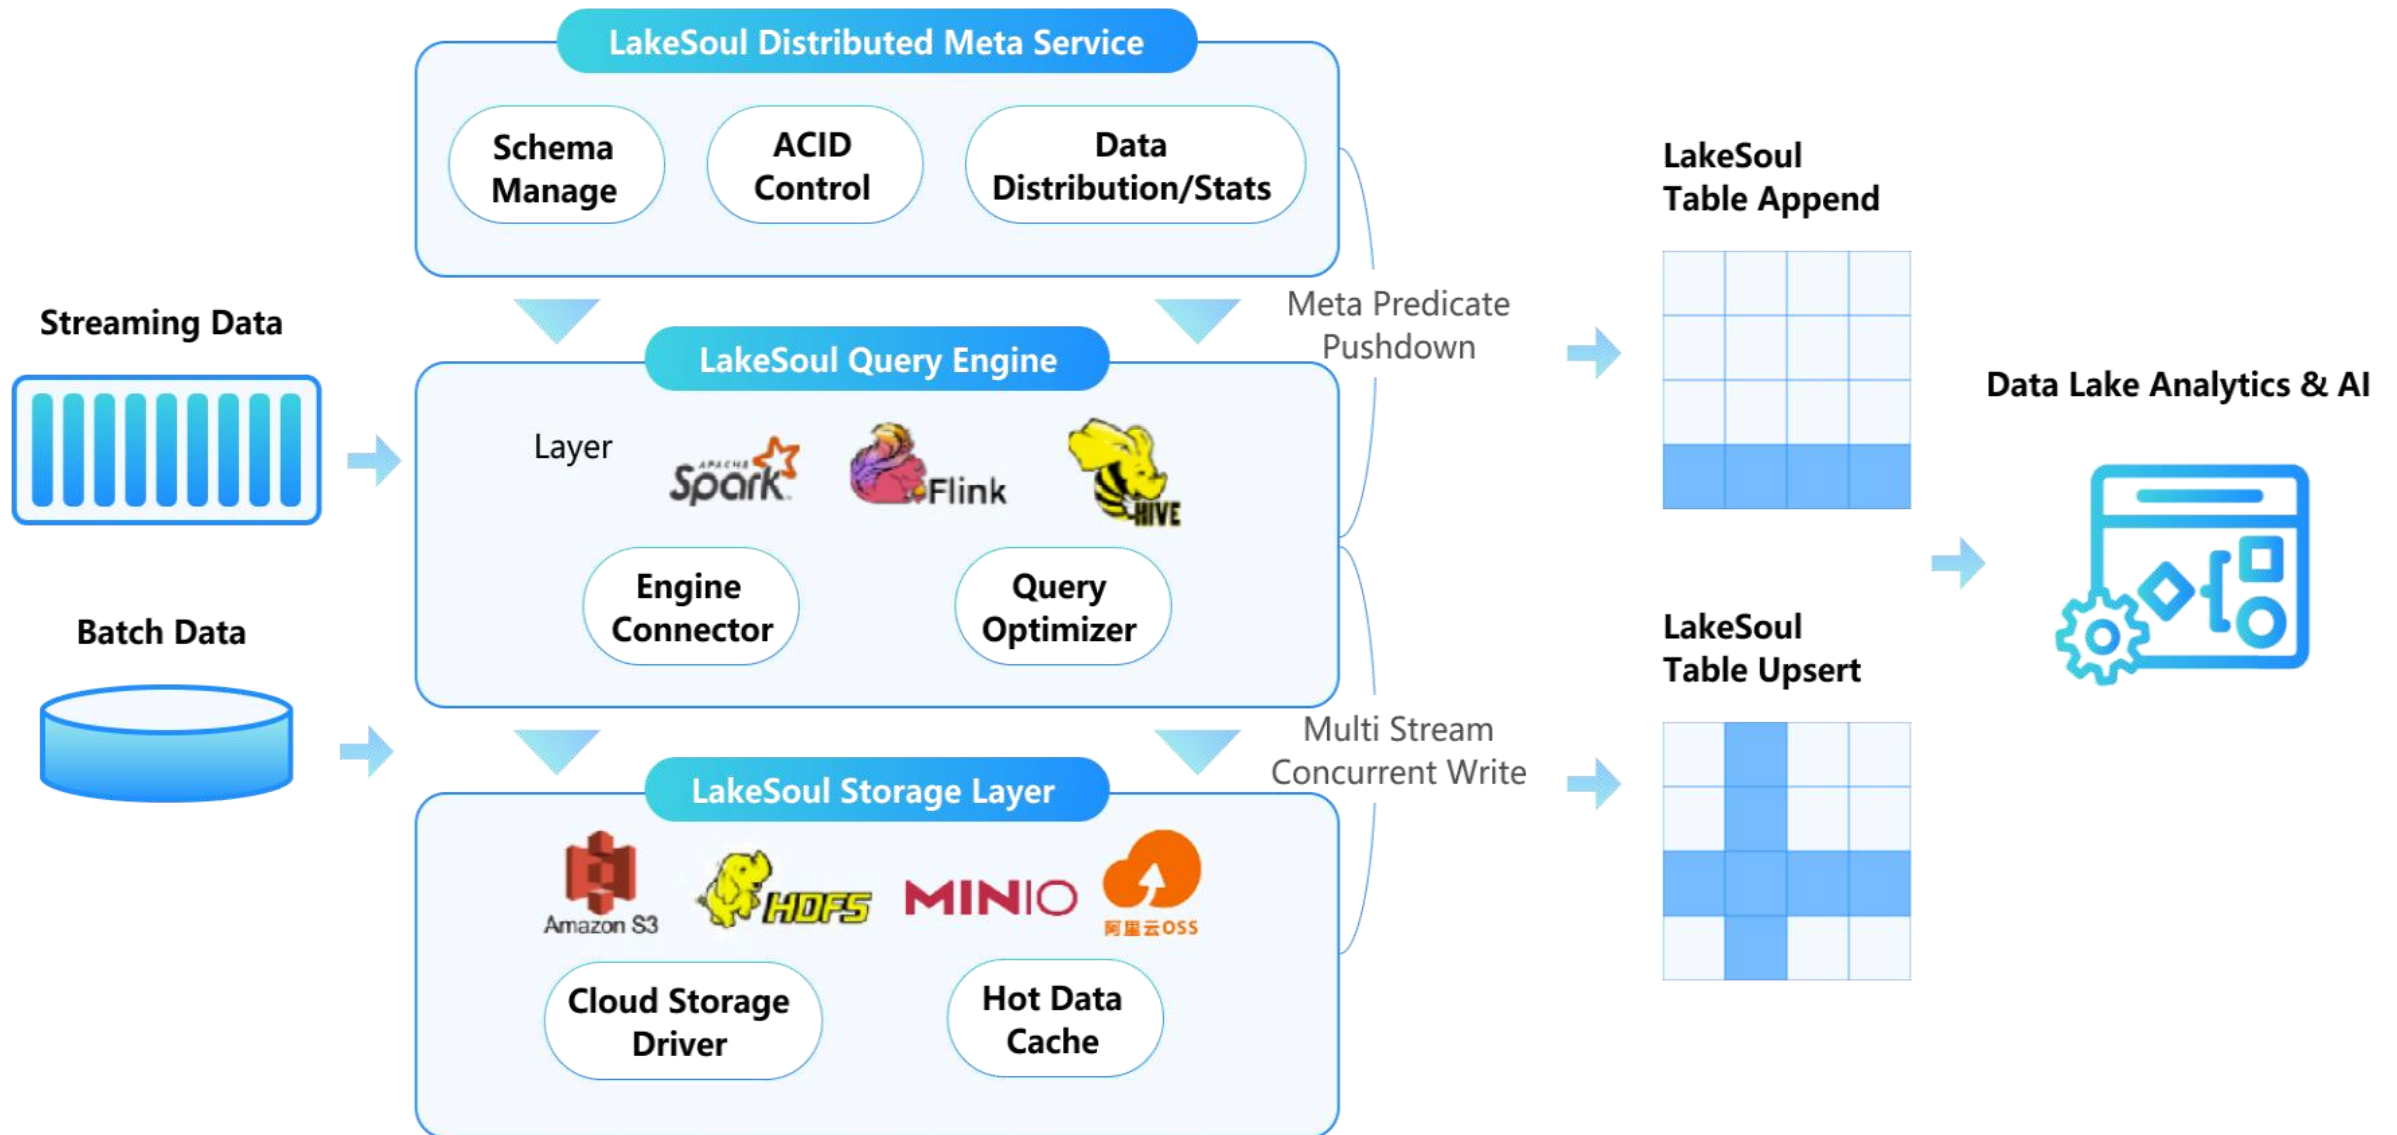 LakeSoul Distributed Meta Service
Schema
Manage
ACID
Control
Data
Distribution/Stats
Streaming Data
Batch Data
LakeSoul Query Engine
Layer
APACHE
Spark™
Flink
HIVE
Engine
Connector
Query
Optimizer
LakeSoul Storage Layer
Amazon S3
HDFS
MINIO
阿里云OSS
Cloud Storage
Driver
Hot Data
Cache
Meta Predicate
Pushdown
Multi Stream
Concurrent Write
LakeSoul
Table Append
LakeSoul
Table Upsert
Data Lake Analytics & AI